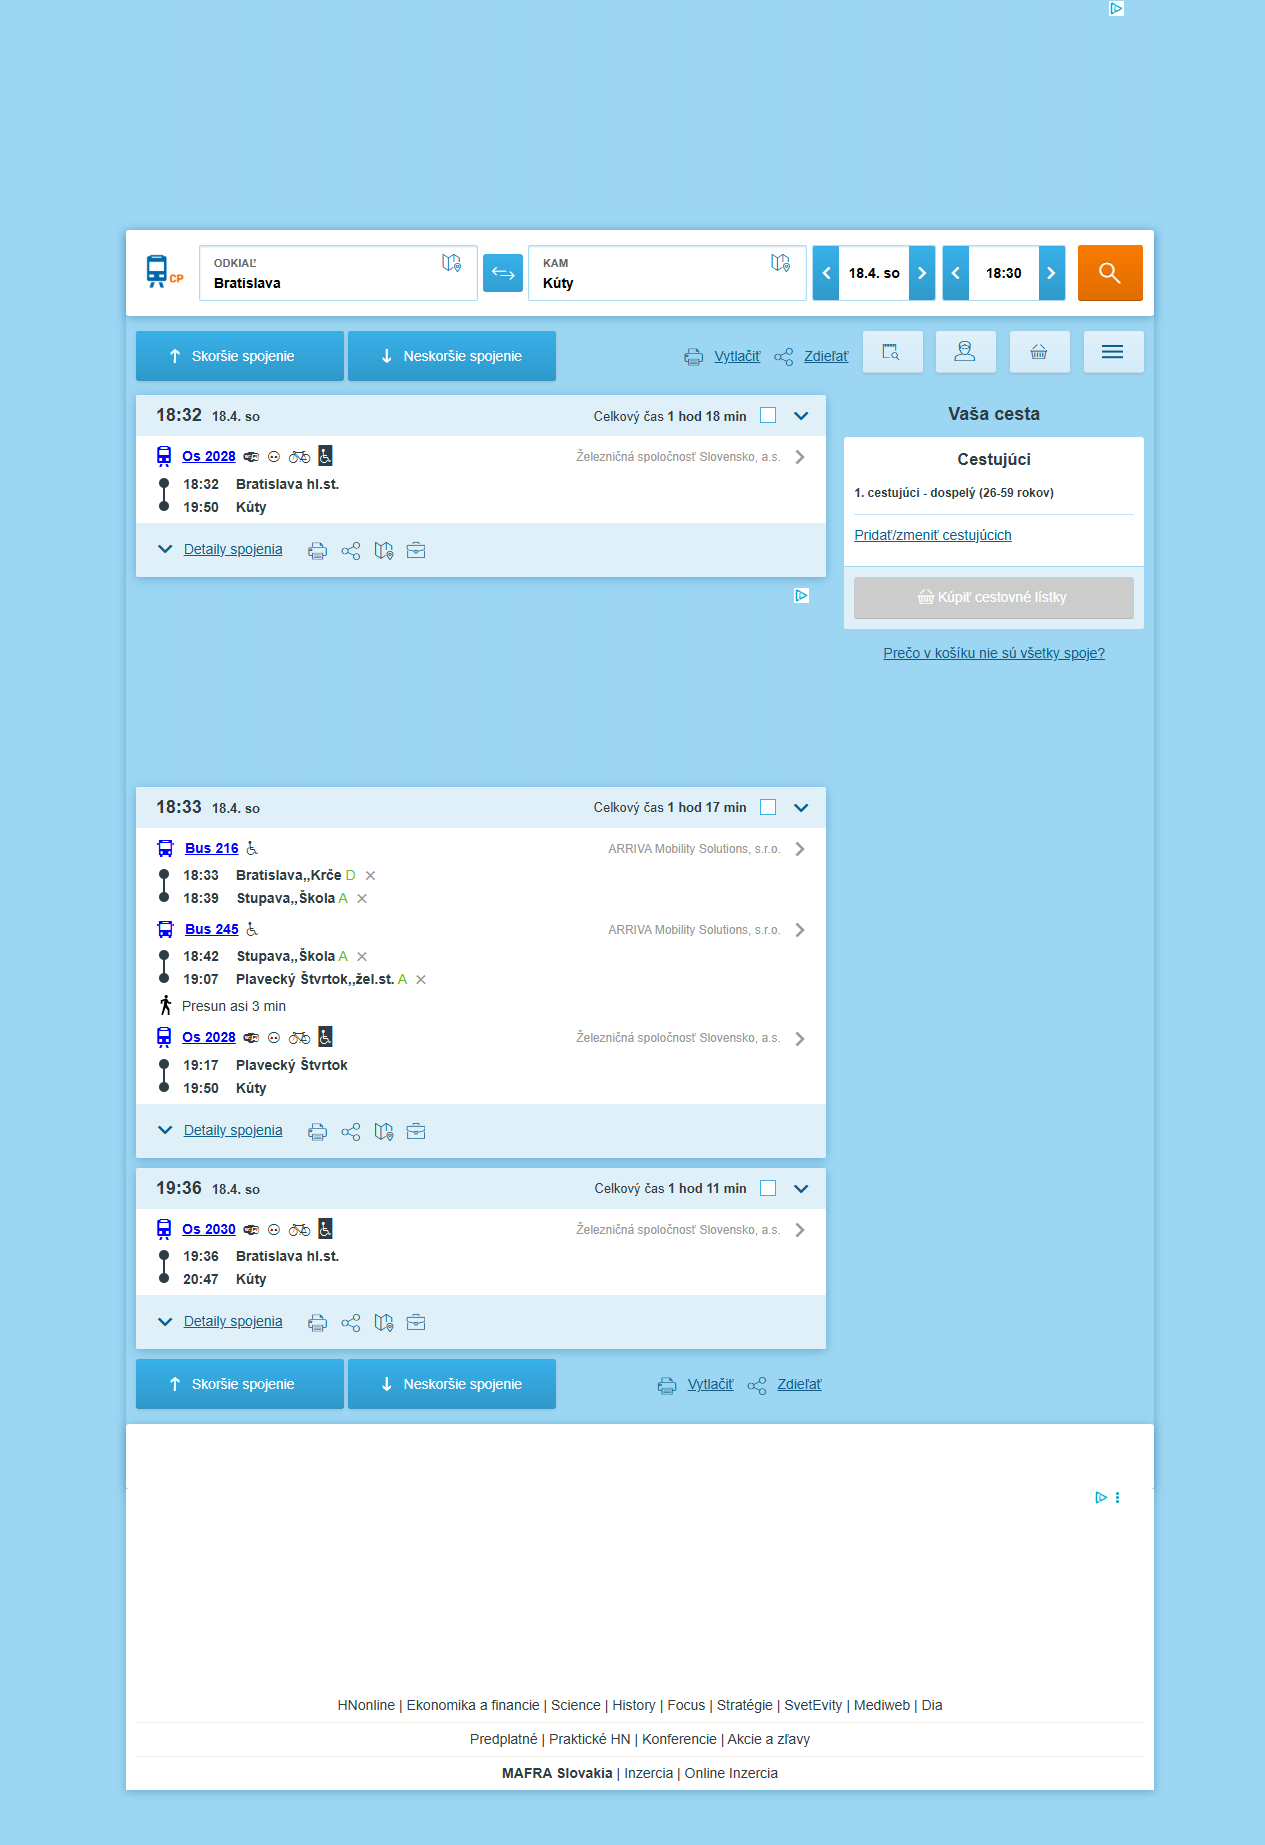 CP
ODKIAĽ
Bratislava
KAM
Kúty
18.4. so
18:30
Skoršie spojenie
Neskoršie spojenie
Vytlačiť
Zdieľať
18:32 18.4. so
Celkový čas 1 hod 18 min
Os 2028
Železničná spoločnosť Slovensko, a.s.
18:32 Bratislava hl.st.
19:50 Kúty
Detaily spojenia
Vaša cesta
Cestujúci
1. cestujúci - dospelý (26-59 rokov)
Pridať/zmeniť cestujúcich
Kúpiť cestovné lístky
Prečo v košíku nie sú všetky spoje?
18:33 18.4. so
Celkový čas 1 hod 17 min
Bus 216
ARRIVA Mobility Solutions, s.r.o.
18:33 Bratislava,,Krče D
18:39 Stupava,,Škola A
Bus 245
ARRIVA Mobility Solutions, s.r.o.
18:42 Stupava,,Škola A
19:07 Plavecký Štvrtok,,žel.st. A
Presun asi 3 min
Os 2028
Železničná spoločnosť Slovensko, a.s.
19:17 Plavecký Štvrtok
19:50 Kúty
Detaily spojenia
19:36 18.4. so
Celkový čas 1 hod 11 min
Os 2030
Železničná spoločnosť Slovensko, a.s.
19:36 Bratislava hl.st.
20:47 Kúty
Detaily spojenia
Skoršie spojenie
Neskoršie spojenie
Vytlačiť
Zdieľať
HNonline | Ekonomika a financie | Science | History | Focus | Stratégie | SvetEvity | Mediweb | Dia
Predplatné | Praktické HN | Konferencie | Akcie a zľavy
MAFRA Slovakia | Inzercia | Online Inzercia